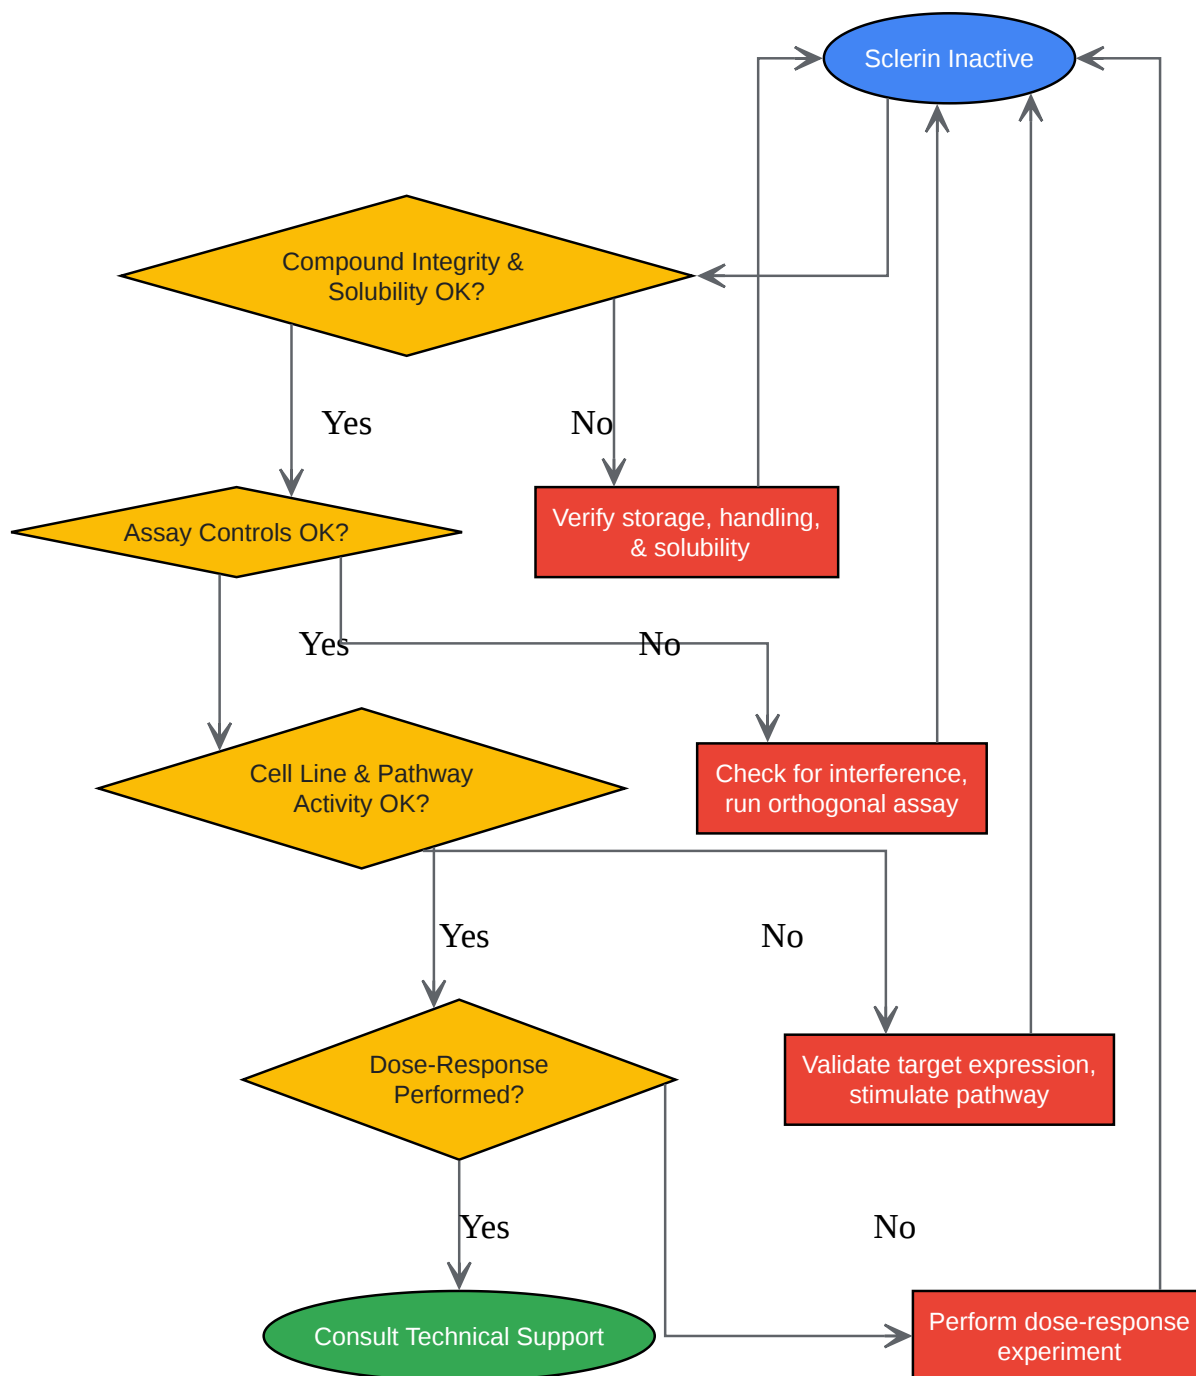 Sclerin Inactive
Compound Integrity &
Solubility OK?
Yes
No
Assay Controls OK?
Verify storage, handling,
& solubility
Yes
No
Cell Line & Pathway
Activity OK?
Check for interference,
run orthogonal assay
Yes
No
Dose-Response
Performed?
Validate target expression,
stimulate pathway
Yes
No
Consult Technical Support
Perform dose-response
experiment